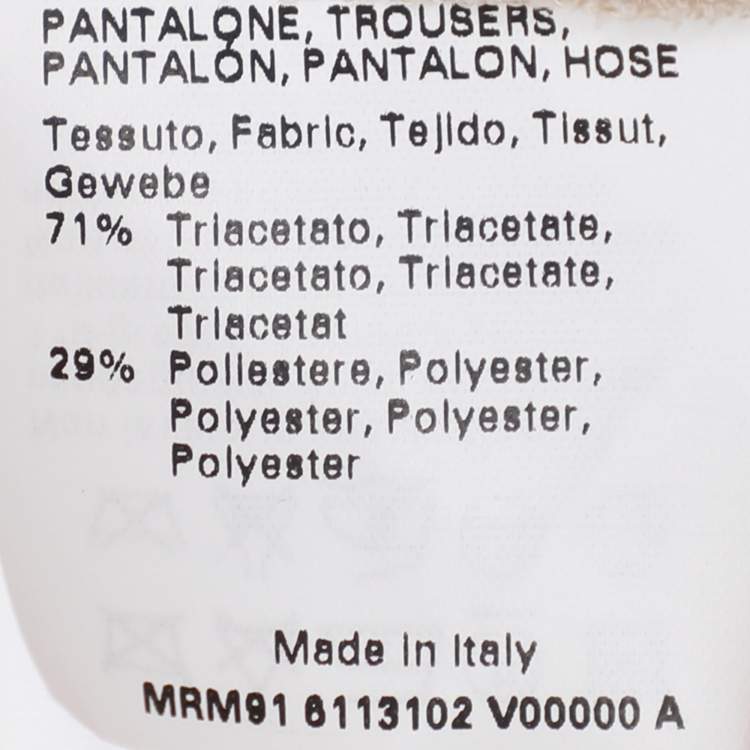 PANTALONE, TROUSERS,
PANTALÓN, PANTALON, HOSE
Tessuto, Fabric, Tejido, Tissut,
Gewebe
71% Triacetato, Triacetate,
Triacetato, Triacetate,
Triacetat
29% Poliestere, Polyester,
Polyester, Polyester,
Polyester
Made in Italy
MRM91 6113102 V00000 A